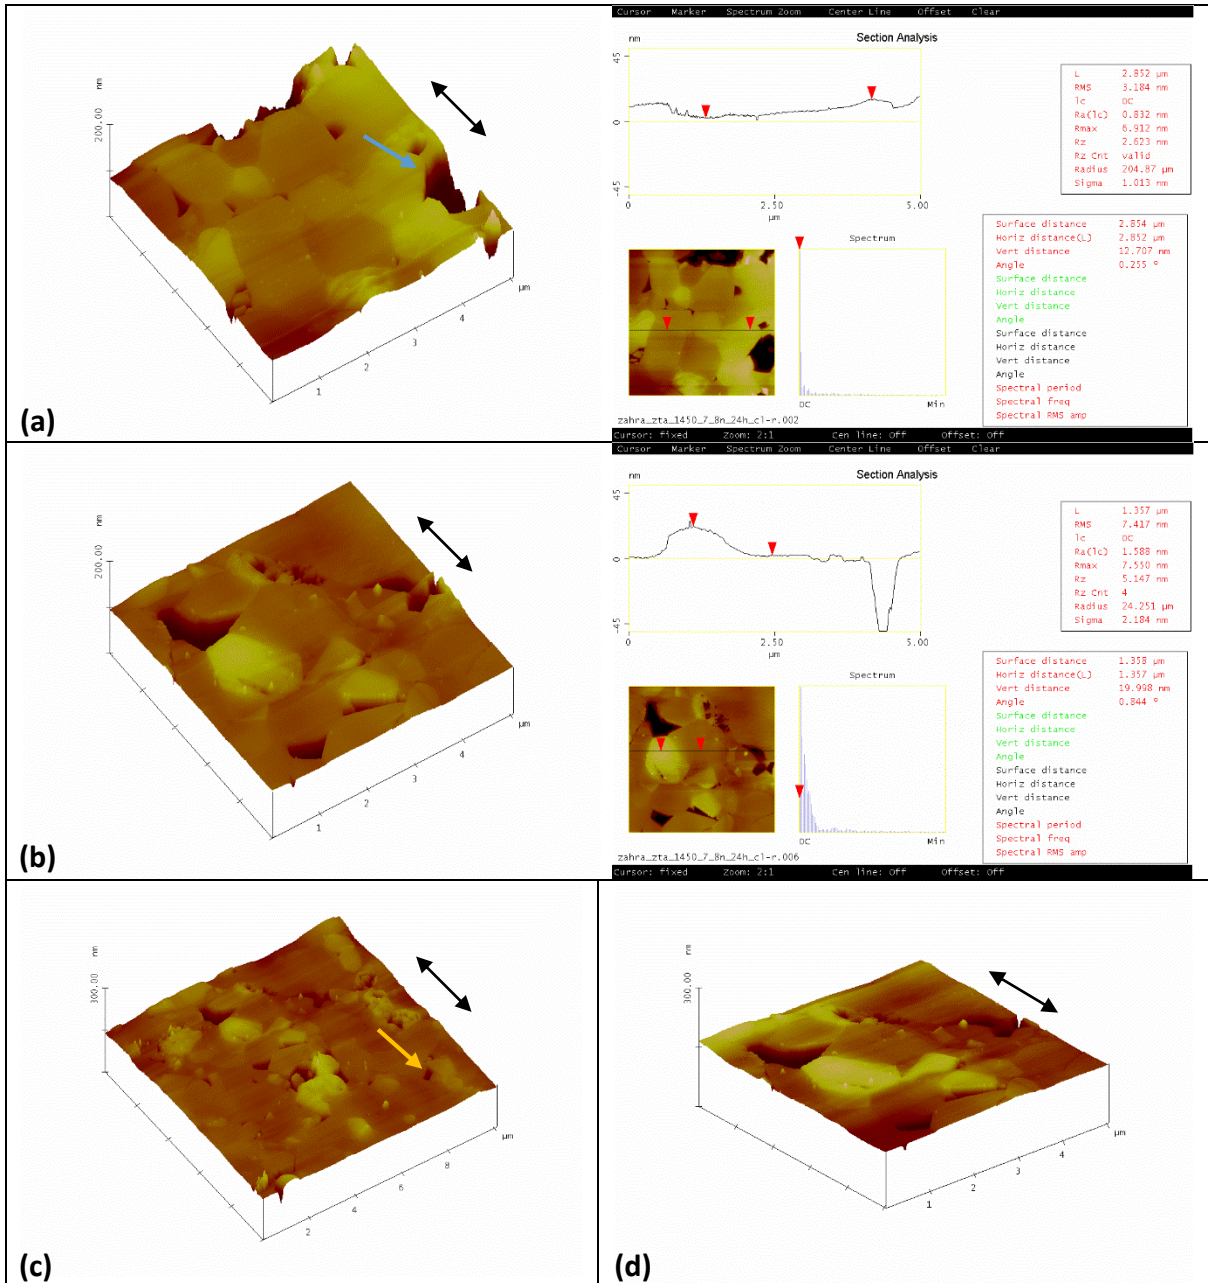 Cursor Marker Spectrum Zoom Center Line Offset Clear
Section Analysis
nm
45
0
-45
0 2.50 5.00
µm
L 2.852 µm
RMS 3.184 nm
lc DC
Ra(lc) 0.832 nm
Rmax 6.912 nm
Rz 2.623 nm
Rz Cnt valid
Radius 204.87 µm
Sigma 1.013 nm
Surface distance 2.854 µm
Horiz distance(L) 2.852 µm
Vert distance 12.707 nm
Angle 0.255 °
Surface distance
Horiz distance
Vert distance
Angle
Surface distance
Horiz distance
Vert distance
Angle
Spectral period
Spectral freq
Spectral RMS amp
Spectrum
DC Min
zahra_zta_1450_7_8n_24h_cl-r.002
Cursor: fixed Zoom: 2:1 Cen line: Off Offset: Off
nm
200.00
1
2
3
4
µm
(a)
Cursor Marker Spectrum Zoom Center Line Offset Clear
Section Analysis
nm
45
0
-45
0 2.50 5.00
µm
L 1.357 µm
RMS 7.417 nm
lc DC
Ra(lc) 1.588 nm
Rmax 7.550 nm
Rz 5.147 nm
Rz Cnt 4
Radius 24.251 µm
Sigma 2.184 nm
Surface distance 1.358 µm
Horiz distance(L) 1.357 µm
Vert distance 19.998 nm
Angle 0.844 °
Surface distance
Horiz distance
Vert distance
Angle
Surface distance
Horiz distance
Vert distance
Angle
Spectral period
Spectral freq
Spectral RMS amp
Spectrum
DC Min
zahra_zta_1450_7_8n_24h_cl-r.006
Cursor: fixed Zoom: 2:1 Cen line: Off Offset: Off
nm
200.00
1
2
3
4
µm
(b)
nm
300.00
2
4
6
8
µm
(c)
nm
300.00
1
2
3
4
µm
(d)